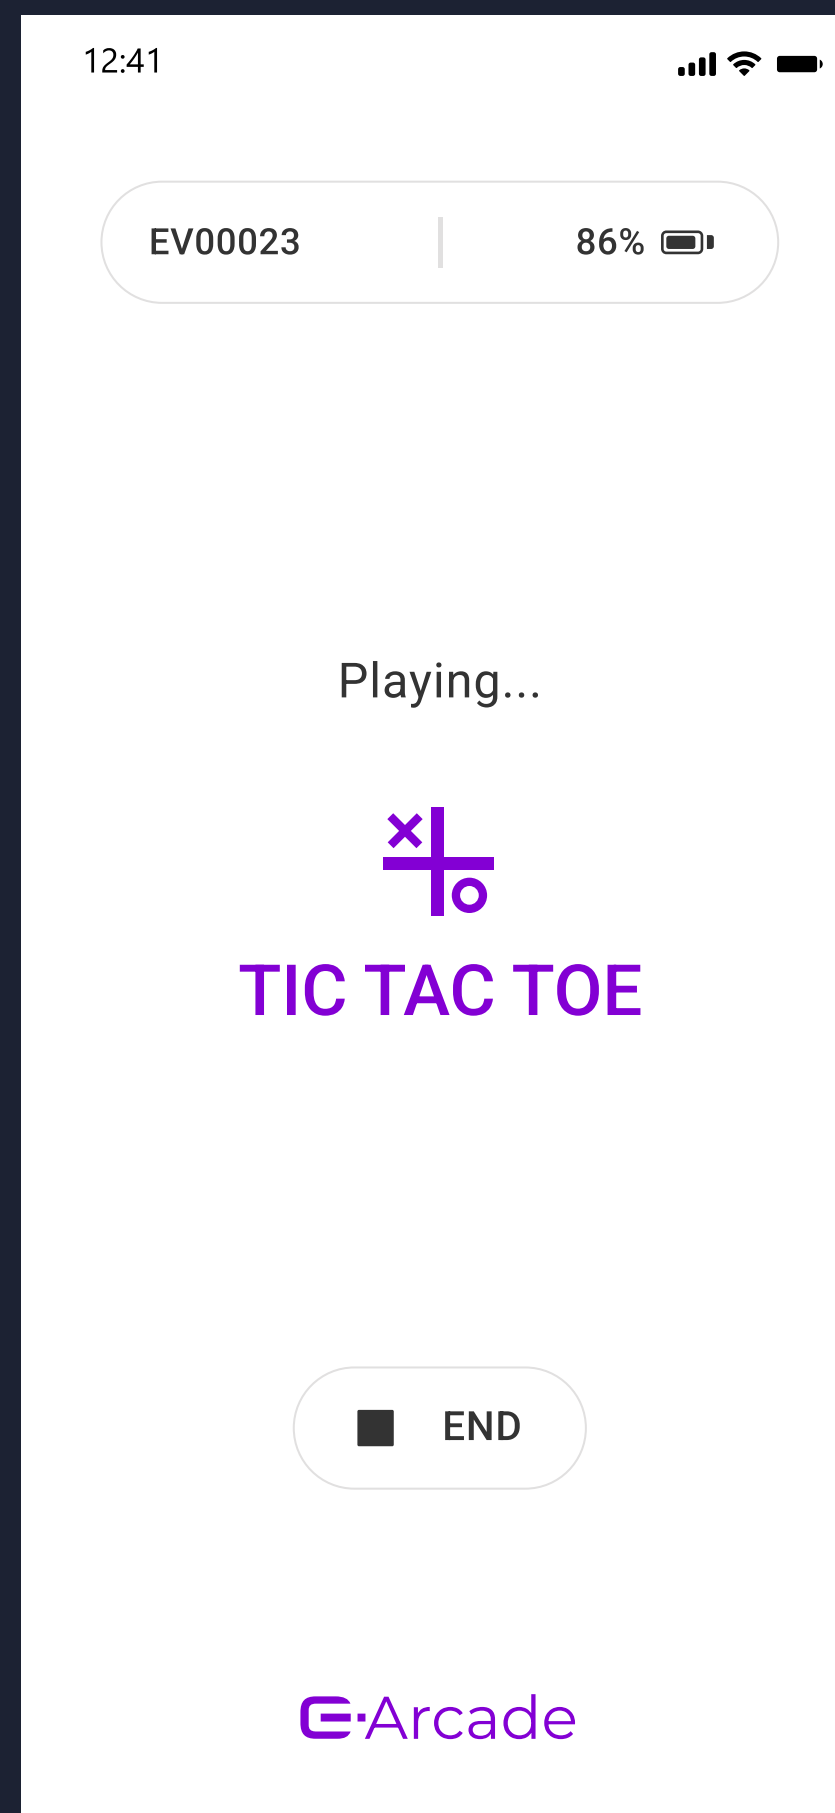 12:41
EV00023
86%
Playing...
TIC TAC TOE
END
e-Arcade